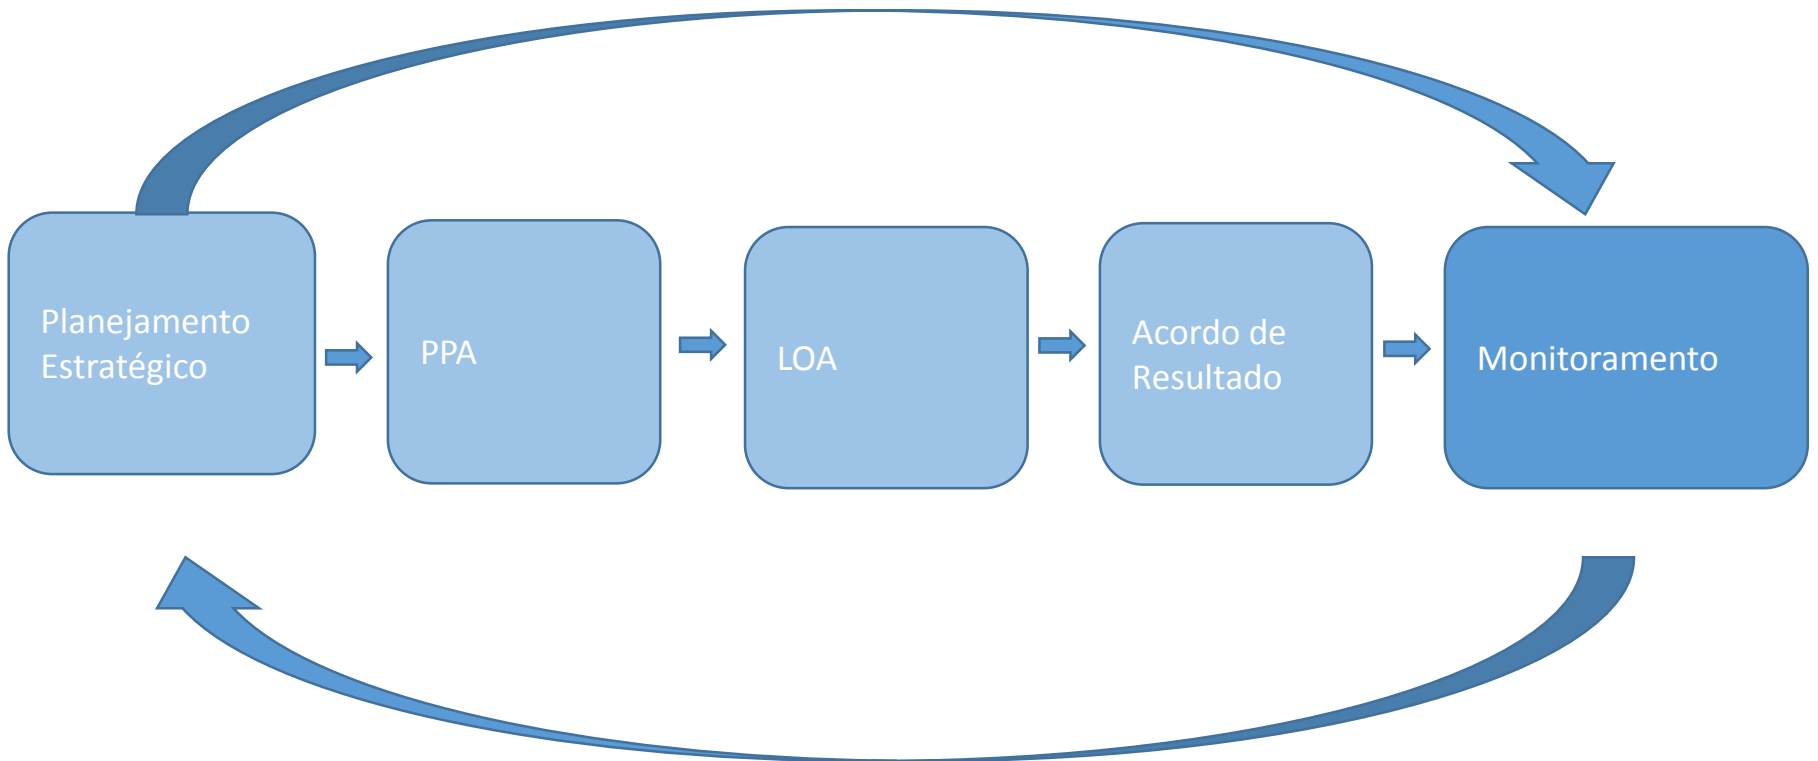 Planejamento
Estratégico
PPA
LOA
Acordo de
Resultado
Monitoramento